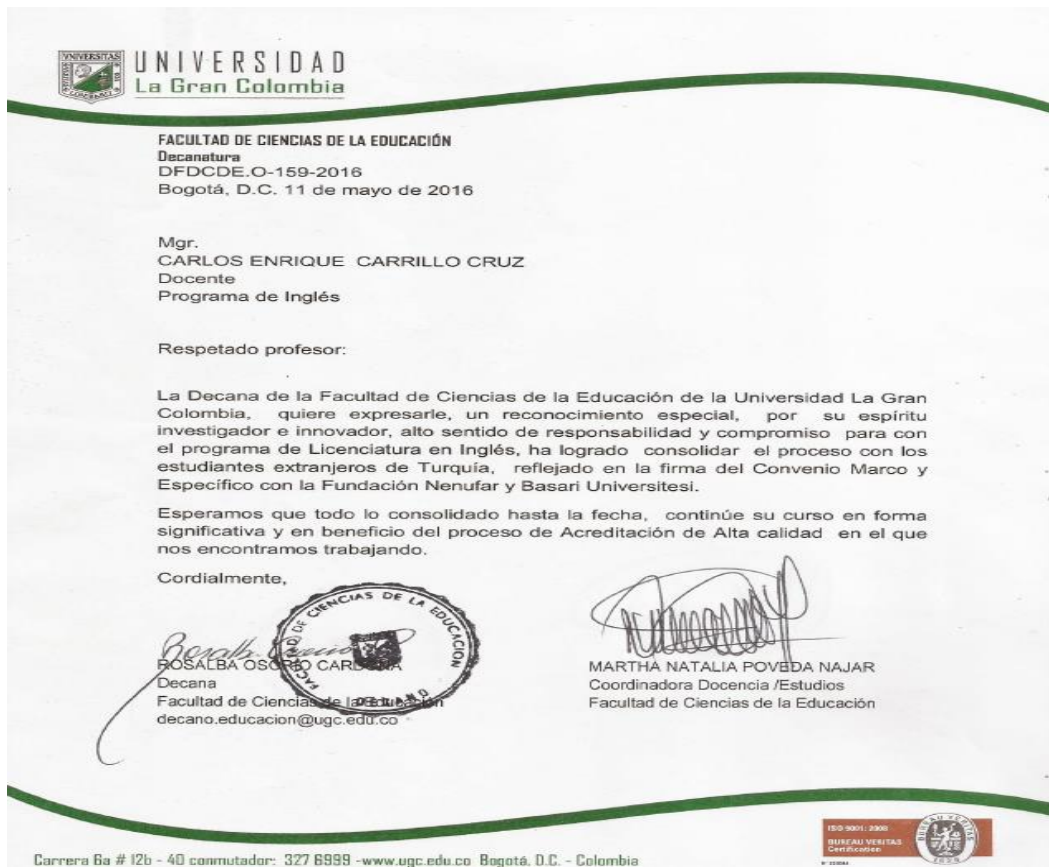 VNIVERSITAS
UNIVERSIDAD
La Gran Colombia
FACULTAD DE CIENCIAS DE LA EDUCACIÓN
Decanatura
DFDCDE.O-159-2016
Bogotá, D.C. 11 de mayo de 2016
Mgr.
CARLOS ENRIQUE CARRILLO CRUZ
Docente
Programa de Inglés
Respetado profesor:
La Decana de la Facultad de Ciencias de la Educación de la Universidad La Gran
Colombia, quiere expresarle, un reconocimiento especial, por su espíritu
investigador e innovador, alto sentido de responsabilidad y compromiso para con
el programa de Licenciatura en Inglés, ha logrado consolidar el proceso con los
estudiantes extranjeros de Turquía, reflejado en la firma del Convenio Marco y
Específico con la Fundación Nenufar y Basari Universitesi.
Esperamos que todo lo consolidado hasta la fecha, continúe su curso en forma
significativa y en beneficio del proceso de Acreditación de Alta calidad en el que
nos encontramos trabajando.
Cordialmente,
FACULTAD DE CIENCIAS DE LA EDUCACION
DECANO
ROSALBA OSORIO CARDONA
Decana
Facultad de Ciencias de la Educación
decano.educacion@ugc.edu.co
MARTHA NATALIA POVEDA NAJAR
Coordinadora Docencia /Estudios
Facultad de Ciencias de la Educación
ISO 9001: 2008
BUREAU VERITAS
Certification
BUREAU VERITAS
1828
Carrera 6a # 12b - 40 conmutador: 327 6999 -www.ugc.edu.co Bogotá, D.C. - Colombia